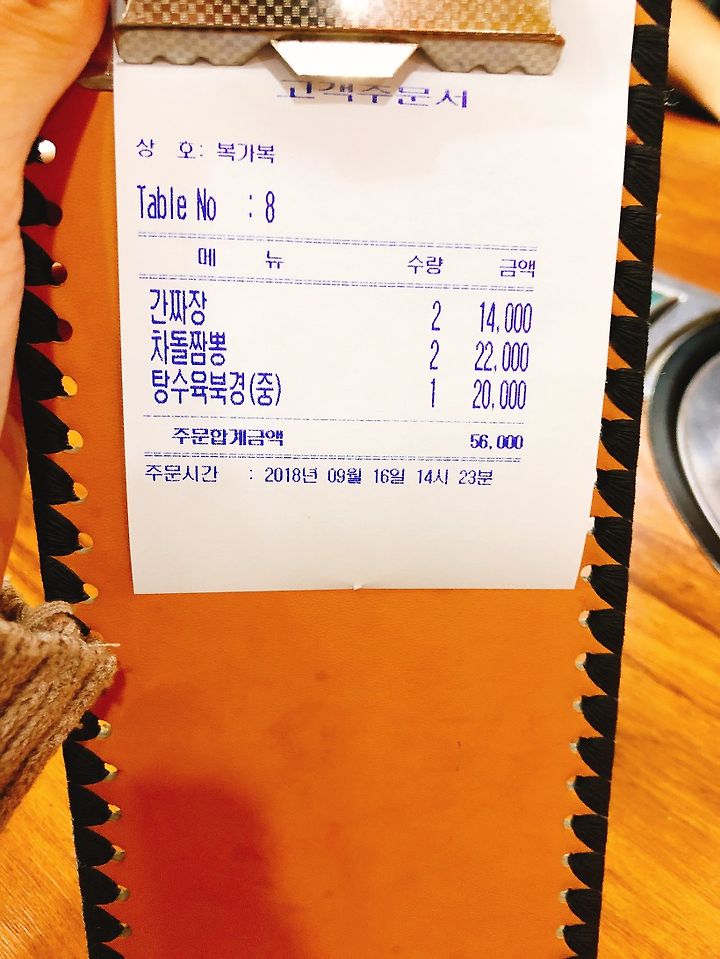 고객주문서
상 호: 복가복
Table No : 8
메 뉴 수량 금액
간짜장 2 14,000
차돌짬뽕 2 22,000
탕수육북경(중) 1 20,000
주문합계금액 56,000
주문시간 : 2018년 09월 16일 14시 23분